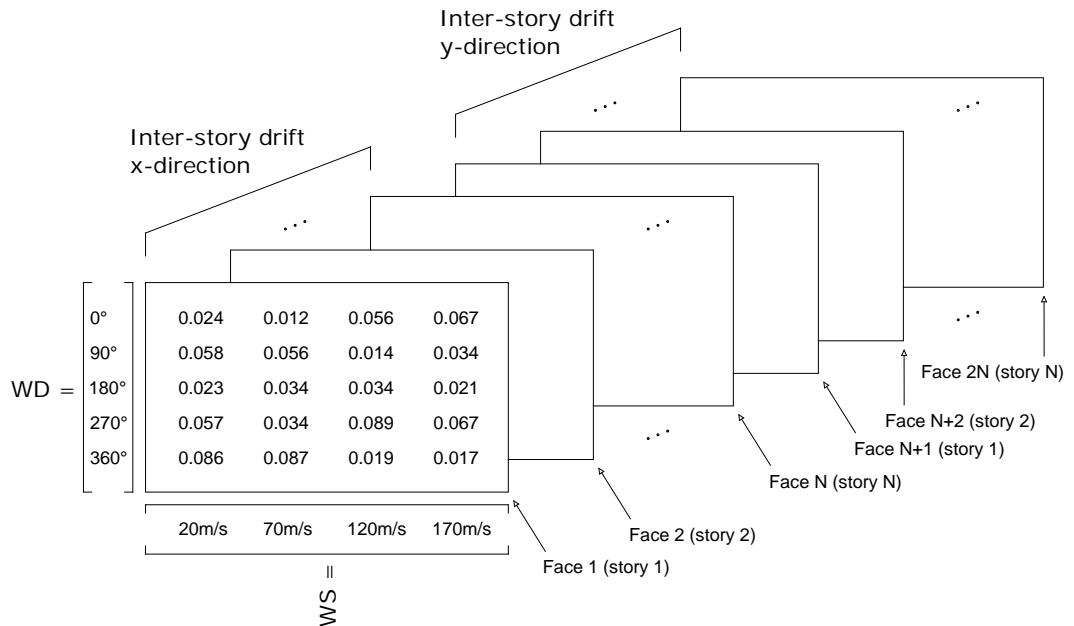 Inter-story drift
y-direction
Inter-story drift
x-direction
WD =
0° 0.024 0.012 0.056 0.067
90° 0.058 0.056 0.014 0.034
180° 0.023 0.034 0.034 0.021
270° 0.057 0.034 0.089 0.067
360° 0.086 0.087 0.019 0.017
20m/s 70m/s 120m/s 170m/s
WS =
Face 1 (story 1)
Face 2 (story 2)
Face N (story N)
Face N+1 (story 1)
Face N+2 (story 2)
Face 2N (story N)